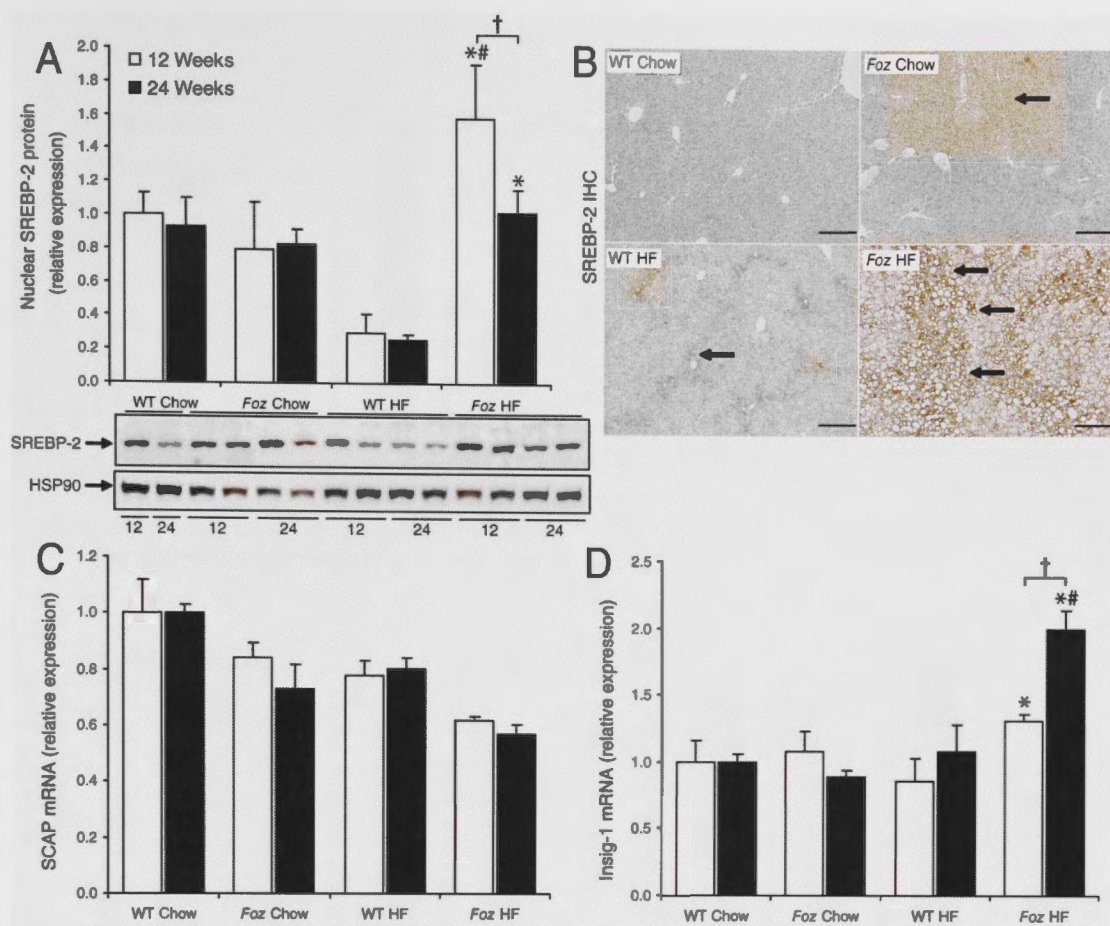 A
Nuclear SREBP-2 protein
(relative expression)
2.0
1.8
1.6
1.4
1.2
1.0
0.8
0.6
0.4
0.2
0.0
12 Weeks
24 Weeks
†
*#
*
WT Chow
Foz Chow
WT HF
Foz HF
SREBP-2
HSP90
12 24 12 24 12 24 12 24
B
SREBP-2 IHC
WT Chow
Foz Chow
WT HF
Foz HF
C
SCAP mRNA (relative expression)
1.2
1.0
0.8
0.6
0.4
0.2
0.0
WT Chow
Foz Chow
WT HF
Foz HF
D
Insig-1 mRNA (relative expression)
2.5
2.0
1.5
1.0
0.5
0.0
†
*#
*
WT Chow
Foz Chow
WT HF
Foz HF